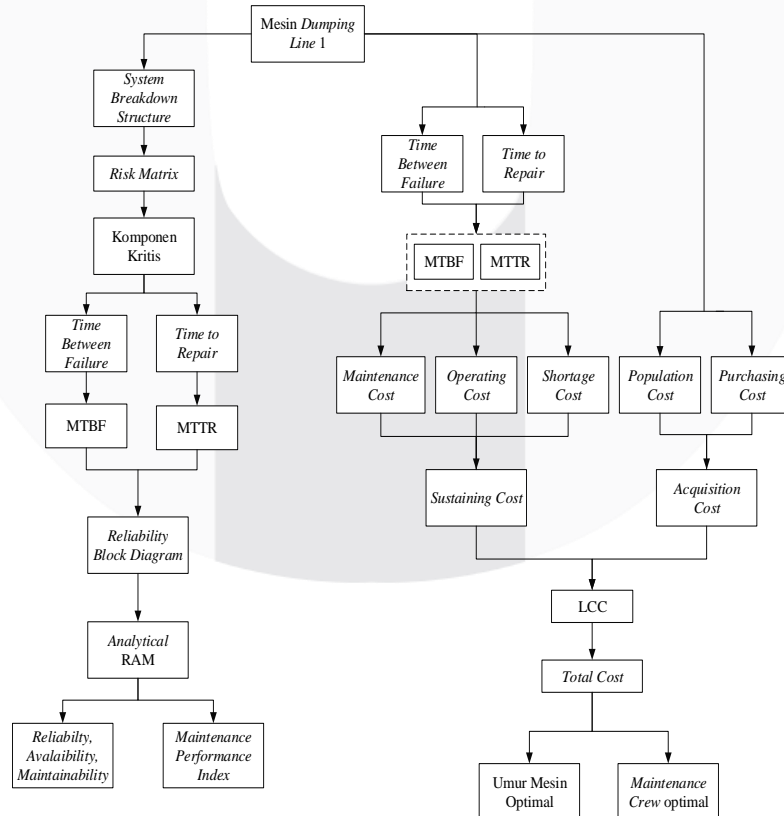 Mesin Dumping
Line 1
System
Breakdown
Structure
Risk Matrix
Komponen
Kritis
Time
Between
Failure
Time to
Repair
MTBF
MTTR
Reliability
Block Diagram
Analytical
RAM
Reliabilty,
Avalaibility,
Maintainability
Maintenance
Performance
Index
Time
Between
Failure
Time to
Repair
MTBF
MTTR
Maintenance
Cost
Operating
Cost
Shortage
Cost
Population
Cost
Purchasing
Cost
Sustaining Cost
Acquisition
Cost
LCC
Total Cost
Umur Mesin
Optimal
Maintenance
Crew optimal